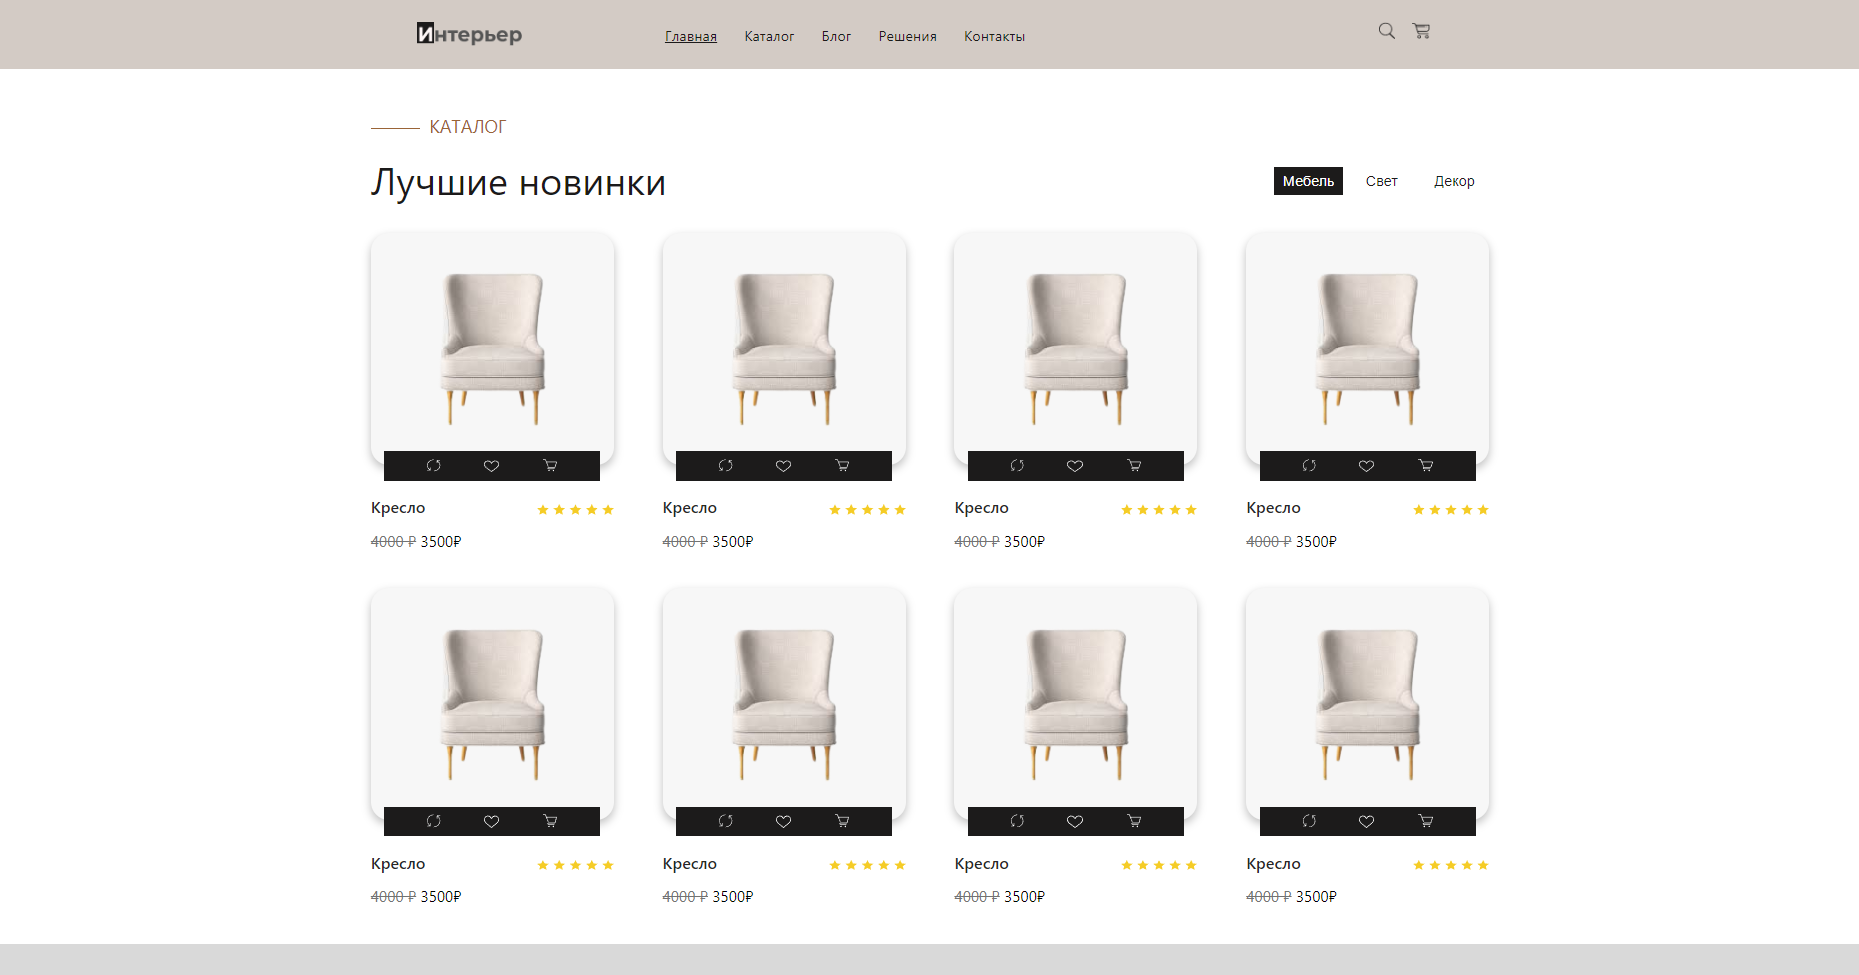 Интерьер
Главная Каталог Блог Решения Контакты
КАТАЛОГ
Лучшие новинки
Мебель Свет Декор
Кресло Кресло Кресло Кресло
4000 ₽ 3500₽ 4000 ₽ 3500₽ 4000 ₽ 3500₽ 4000 ₽ 3500₽
Кресло Кресло Кресло Кресло
4000 ₽ 3500₽ 4000 ₽ 3500₽ 4000 ₽ 3500₽ 4000 ₽ 3500₽